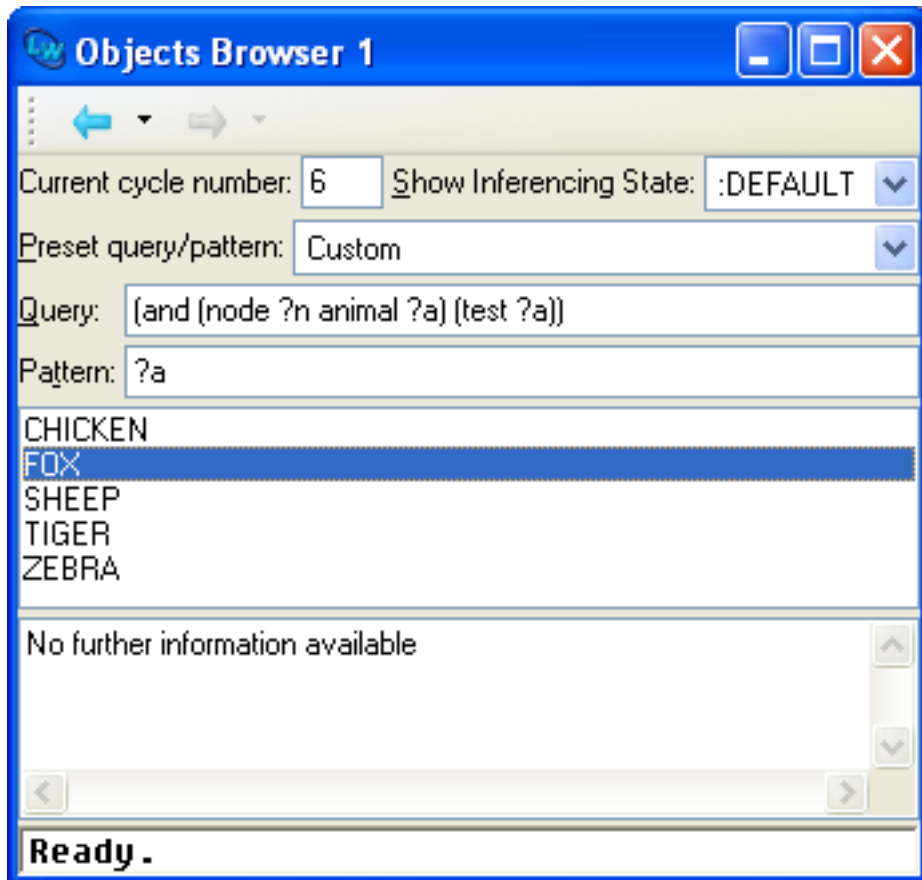 LW Objects Browser 1
Current cycle number: 6 Show Inferencing State: :DEFAULT
Preset query/pattern: Custom
Query: (and (node ?n animal ?a) (test ?a))
Pattern: ?a
CHICKEN
FOX
SHEEP
TIGER
ZEBRA
No further information available
Ready.